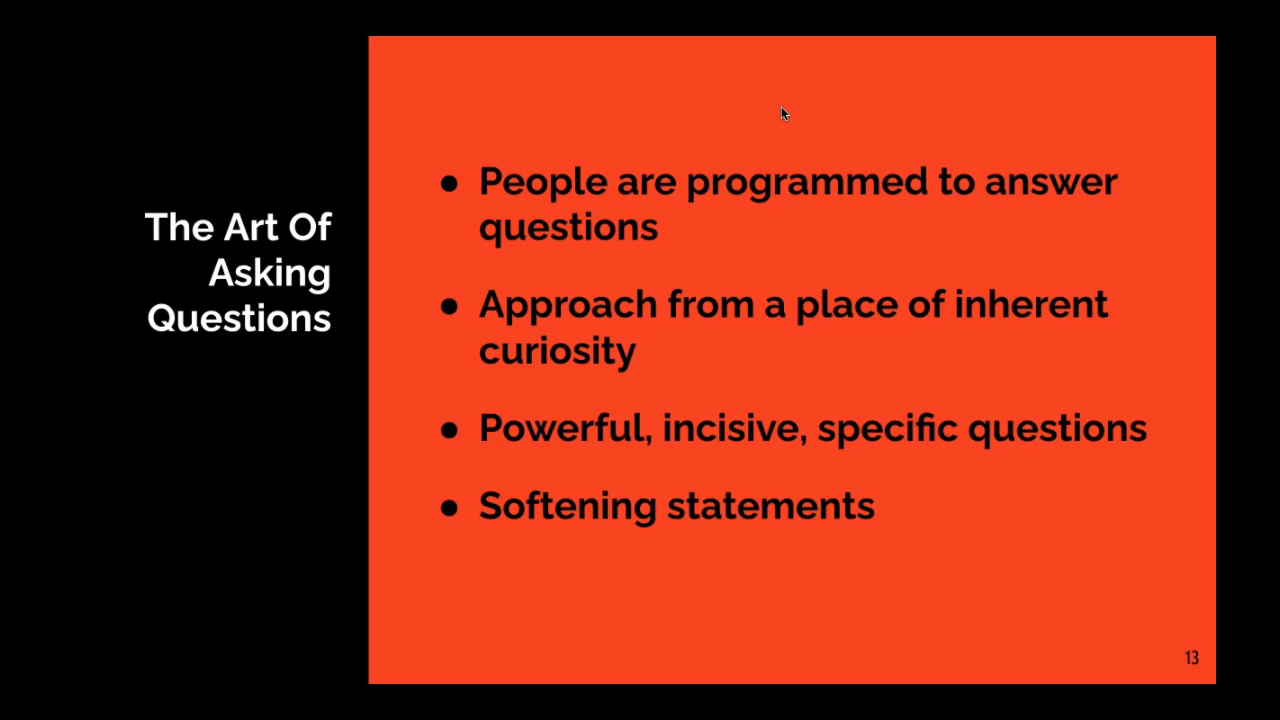 The Art Of
Asking
Questions
● People are programmed to answer
questions
● Approach from a place of inherent
curiosity
● Powerful, incisive, specific questions
● Softening statements
13